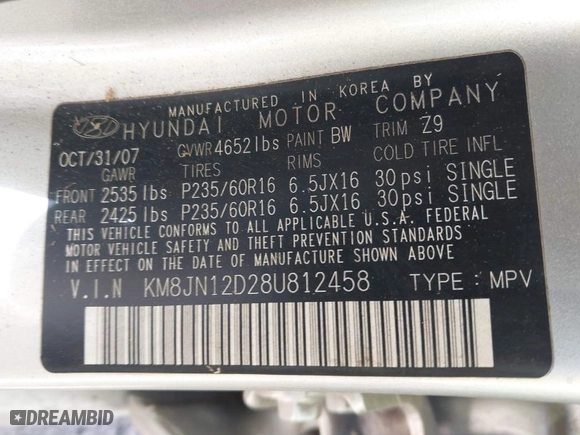 MANUFACTURED IN KOREA BY
HYUNDAI MOTOR COMPANY
OCT/31/07 GVWR 4652lbs PAINT BW TRIM Z9
GAWR TIRES RIMS COLD TIRE INFL
FRONT 2535 lbs P235/60R16 6.5JX16 30psi SINGLE
REAR 2425 lbs P235/60R16 6.5JX16 30psi SINGLE
THIS VEHICLE CONFORMS TO ALL APPLICABLE U.S.A. FEDERAL
MOTOR VEHICLE SAFETY AND THEFT PREVENTION STANDARDS
IN EFFECT ON THE DATE OF MANUFACTURE SHOWN ABOVE
V.I.N KM8JN12D28U812458 TYPE: MPV
DREAMBID